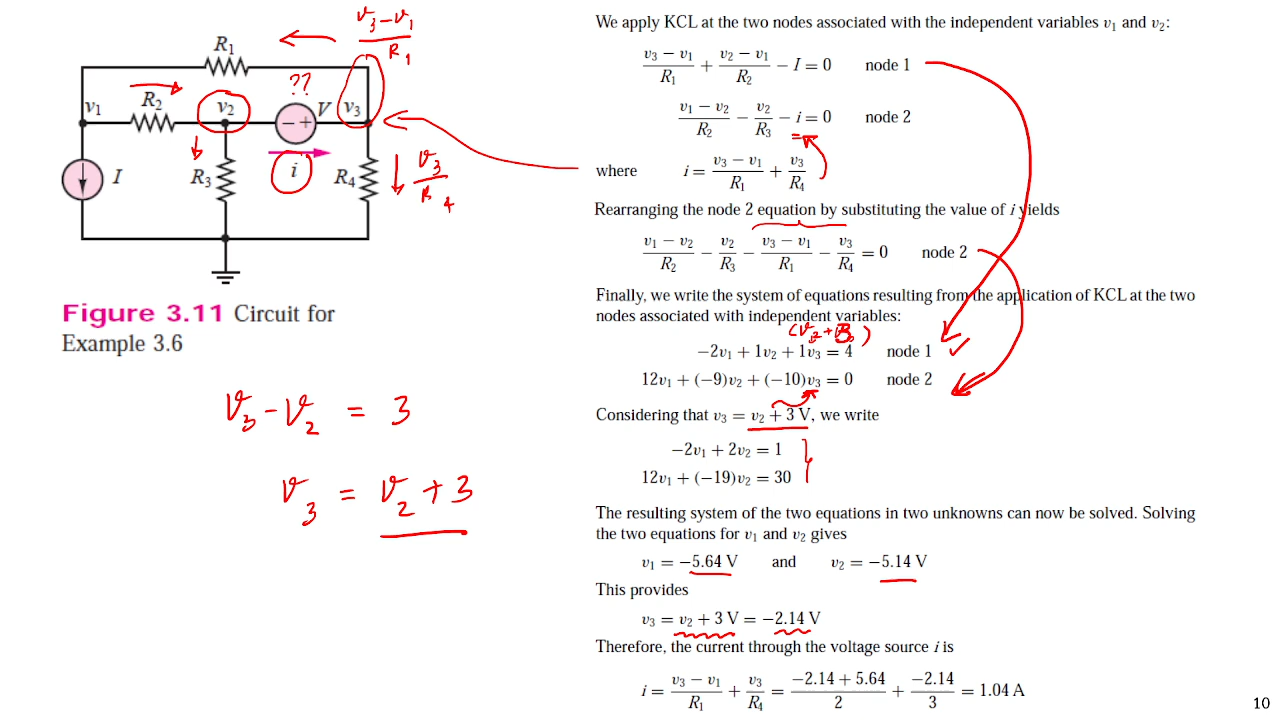 v₃ − v₁
R₁
R₁
??
v₁
R₂
v₂
V
v₃
I
R₃
i
R₄
v₃
R₄
Figure 3.11 Circuit for
Example 3.6
v₃ − v₂ = 3
v₃ = v₂ + 3
We apply KCL at the two nodes associated with the independent variables v₁ and v₂:
(v₃ − v₁)/R₁ + (v₂ − v₁)/R₂ − I = 0 node 1
(v₁ − v₂)/R₂ − v₂/R₃ − i = 0 node 2
where i = (v₃ − v₁)/R₁ + v₃/R₄
Rearranging the node 2 equation by substituting the value of i yields
(v₁ − v₂)/R₂ − v₂/R₃ − (v₃ − v₁)/R₁ − v₃/R₄ = 0 node 2
Finally, we write the system of equations resulting from the application of KCL at the two
nodes associated with independent variables:
−2v₁ + 1v₂ + 1v₃ = 4 node 1
12v₁ + (−9)v₂ + (−10)v₃ = 0 node 2
Considering that v₃ = v₂ + 3 V, we write
−2v₁ + 2v₂ = 1
12v₁ + (−19)v₂ = 30
The resulting system of the two equations in two unknowns can now be solved. Solving
the two equations for v₁ and v₂ gives
v₁ = −5.64 V and v₂ = −5.14 V
This provides
v₃ = v₂ + 3 V = −2.14 V
Therefore, the current through the voltage source i is
i = (v₃ − v₁)/R₁ + v₃/R₄ = (−2.14 + 5.64)/2 + −2.14/3 = 1.04 A
10